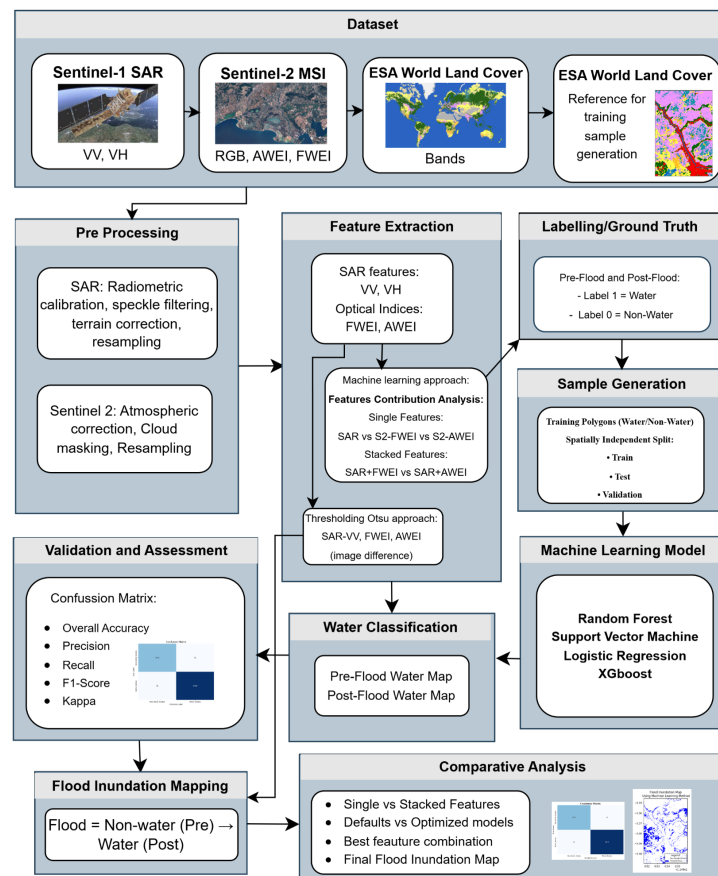 Dataset
Sentinel-1 SAR
VV, VH
Sentinel-2 MSI
RGB, AWEI, FWEI
ESA World Land Cover
Bands
ESA World Land Cover
Reference for
training
sample
generation
Pre Processing
SAR: Radiometric
calibration, speckle filtering,
terrain correction,
resampling
Sentinel 2: Atmospheric
correction, Cloud
masking, Resampling
Feature Extraction
SAR features:
VV, VH
Optical Indices:
FWEI, AWEI
Machine learning approach:
Features Contribution Analysis:
Single Features:
SAR vs S2-FWEI vs S2-AWEI
Stacked Features:
SAR+FWEI vs SAR+AWEI
Thresholding Otsu approach:
SAR-VV, FWEI, AWEI
(image difference)
Labelling/Ground Truth
Pre-Flood and Post-Flood:
- Label 1 = Water
- Label 0 = Non-Water
Sample Generation
Training Polygons (Water/Non-Water)
Spatially Independent Split:
• Train
• Test
• Validation
Machine Learning Model
Random Forest
Support Vector Machine
Logistic Regression
XGboost
Water Classification
Pre-Flood Water Map
Post-Flood Water Map
Validation and Assessment
Confussion Matrix:
● Overall Accuracy
● Precision
● Recall
● F1-Score
● Kappa
Flood Inundation Mapping
Flood = Non-water (Pre) →
Water (Post)
Comparative Analysis
● Single vs Stacked Features
● Defaults vs Optimized models
● Best feauture combination
● Final Flood Inundation Map
Flood Inundation Map
Using Machine Learning Method